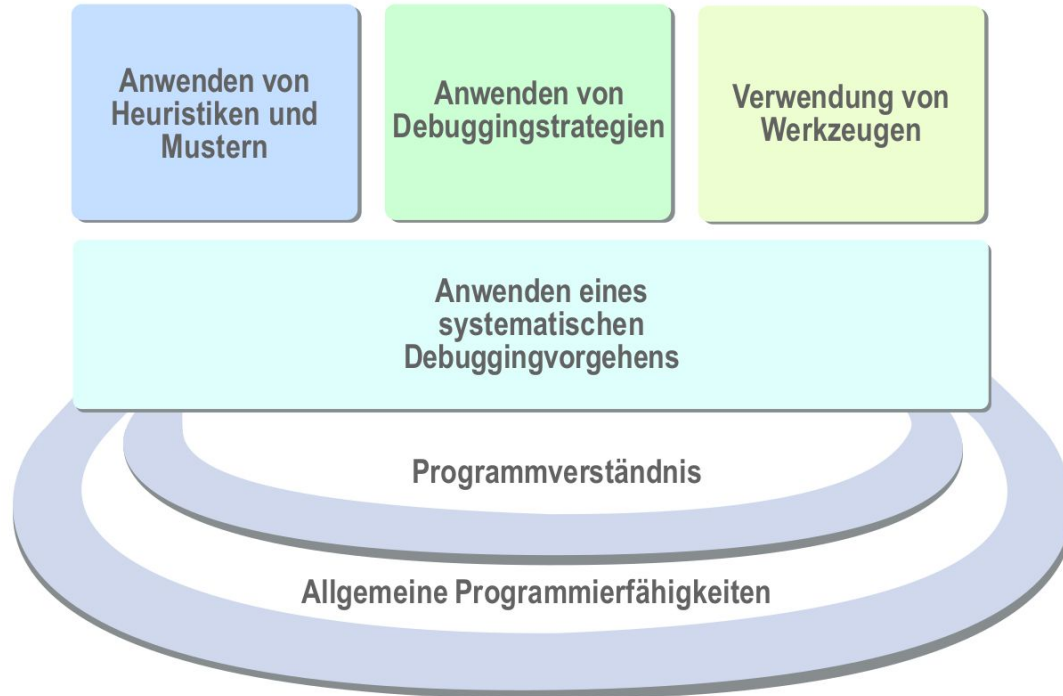 Anwenden von
Heuristiken und
Mustern
Anwenden von
Debuggingstrategien
Verwendung von
Werkzeugen
Anwenden eines
systematischen
Debuggingvorgehens
Programmverständnis
Allgemeine Programmierfähigkeiten